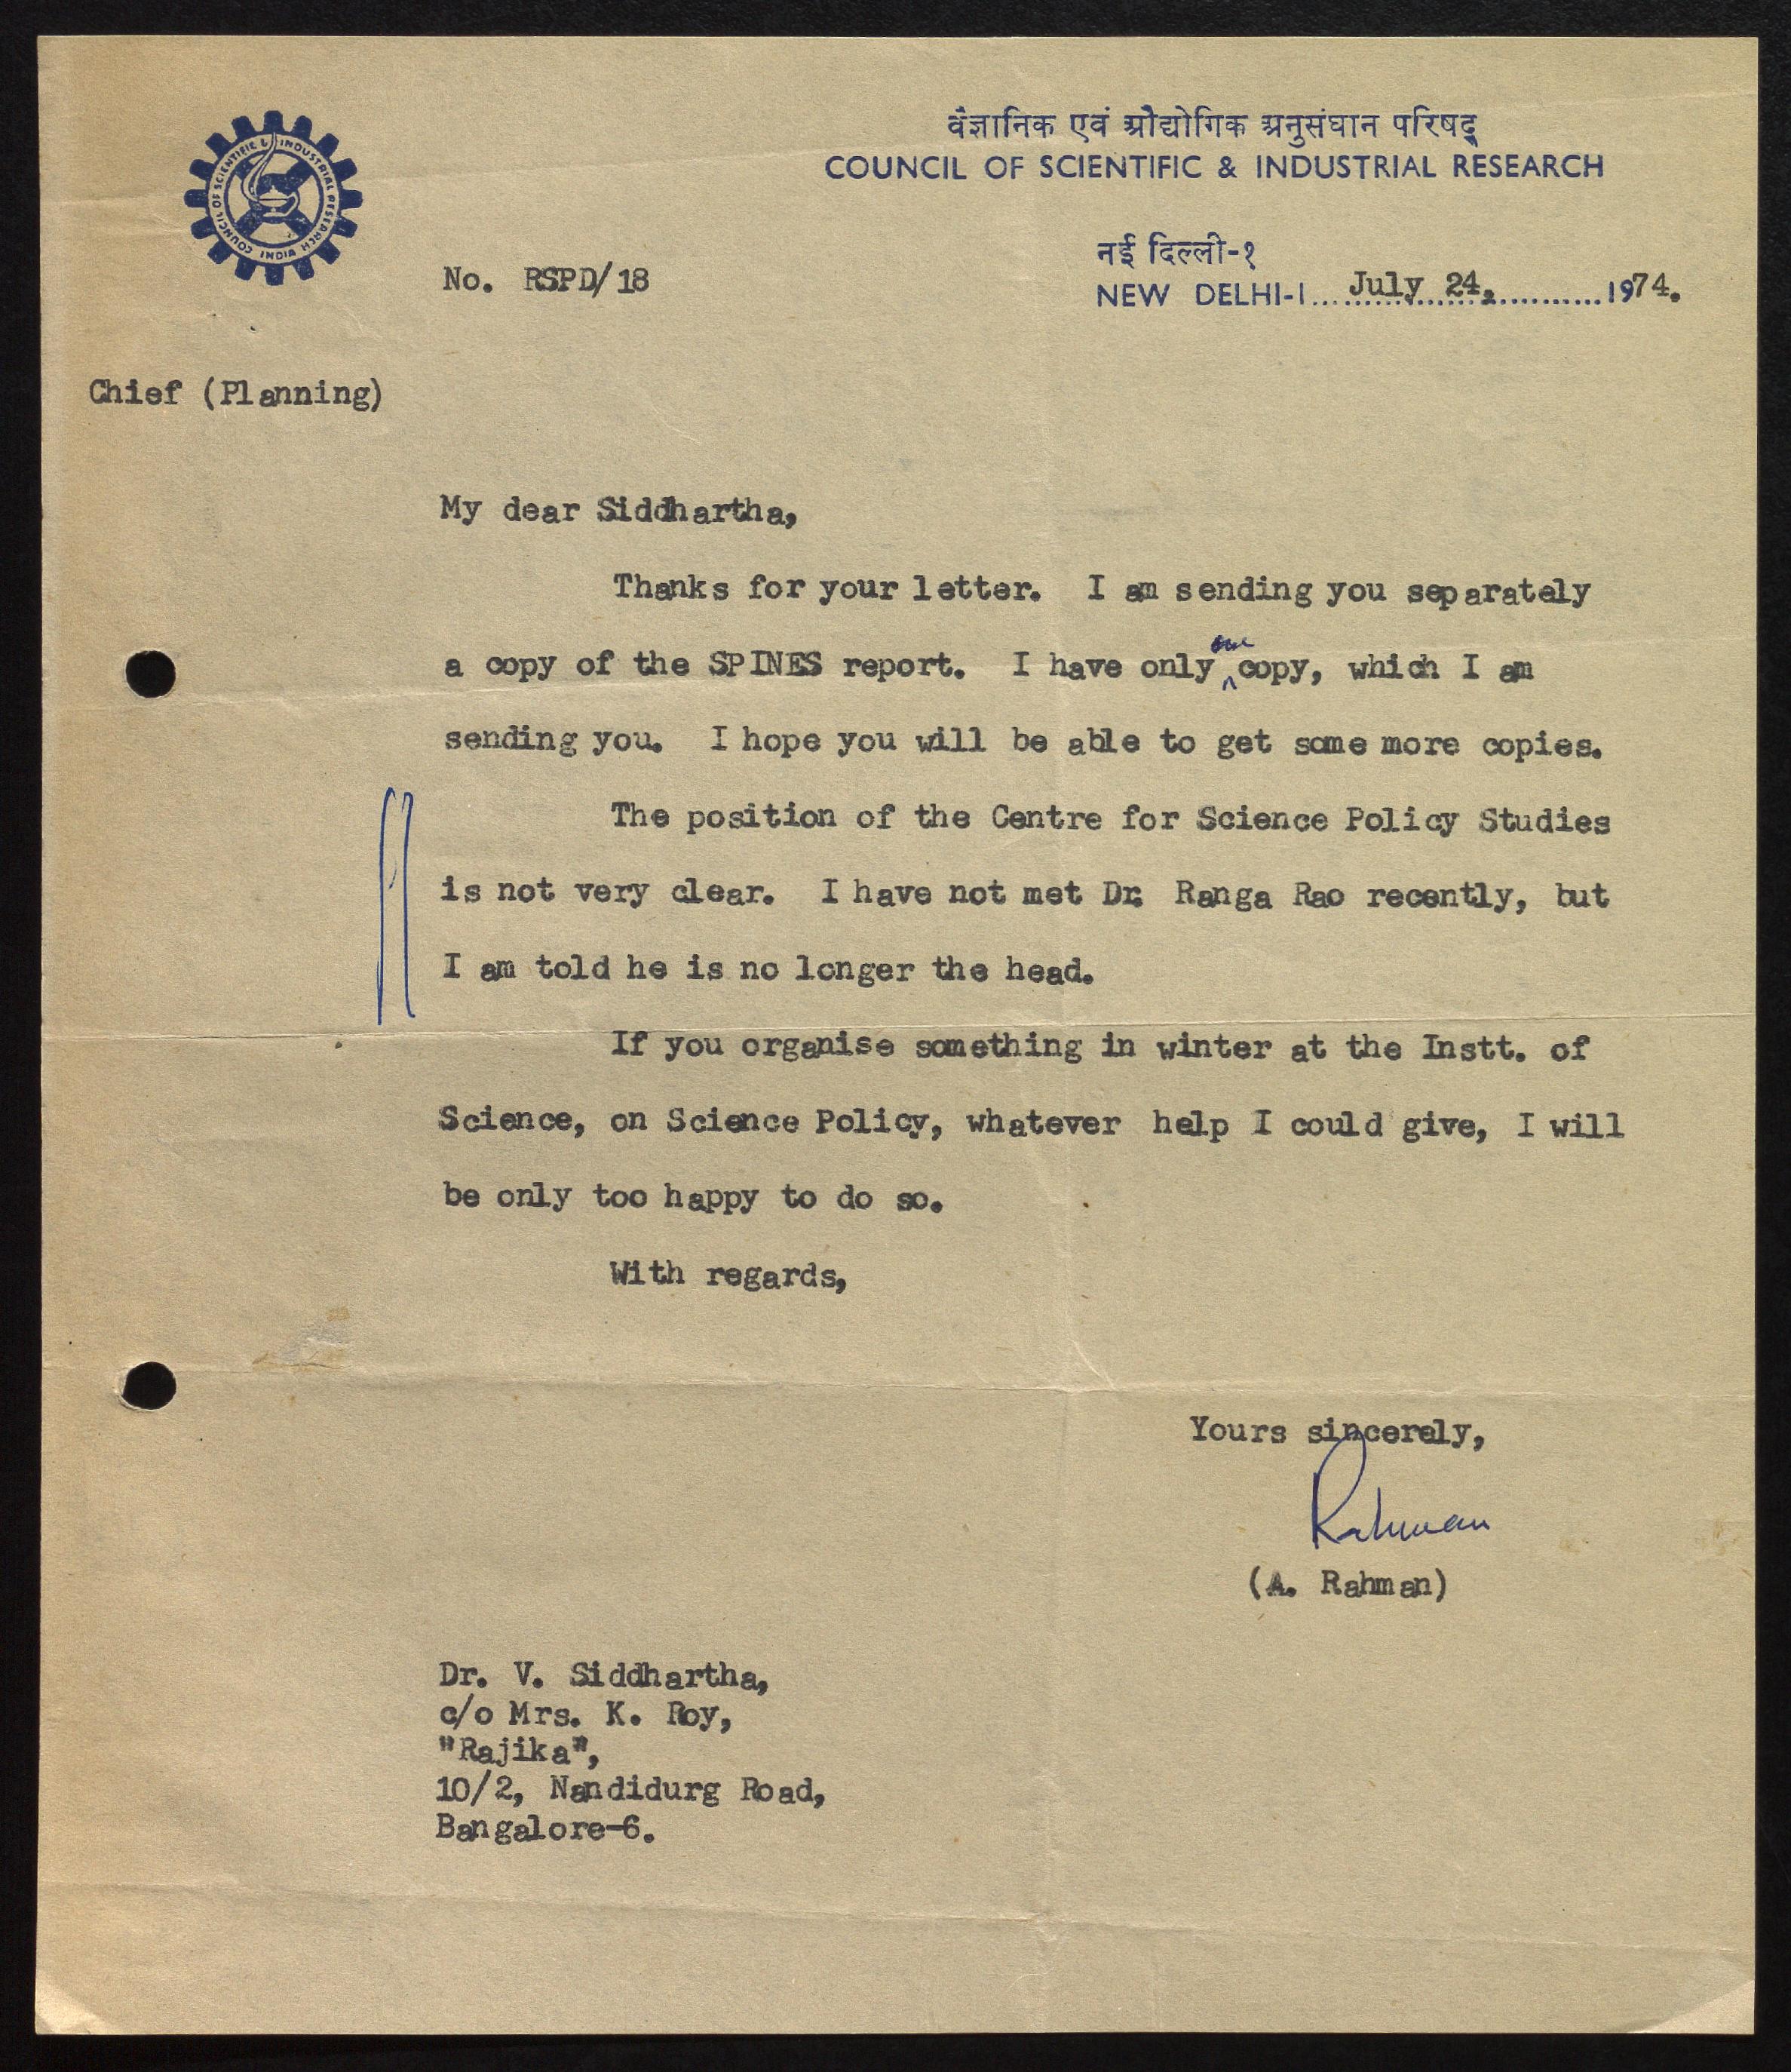 वैज्ञानिक एवं औद्योगिक अनुसंधान परिषद्
COUNCIL OF SCIENTIFIC & INDUSTRIAL RESEARCH
COUNCIL OF SCIENTIFIC & INDUSTRIAL RESEARCH INDIA
नई दिल्ली-१
No. RSPD/18
NEW DELHI-1... July 24, ...1974.
Chief (Planning)
My dear Siddhartha,
Thanks for your letter. I am sending you separately
a copy of the SPINES report. I have only one copy, which I am
sending you. I hope you will be able to get some more copies.
The position of the Centre for Science Policy Studies
is not very clear. I have not met Dr. Ranga Rao recently, but
I am told he is no longer the head.
If you organise something in winter at the Instt. of
Science, on Science Policy, whatever help I could give, I will
be only too happy to do so.
With regards,
Yours sincerely,
Rahman
(A. Rahman)
Dr. V. Siddhartha,
c/o Mrs. K. Roy,
"Rajika",
10/2, Nandidurg Road,
Bangalore-6.